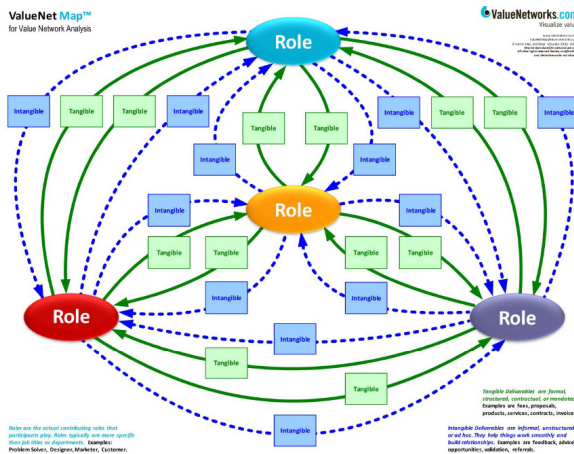 ValueNet Map™
for Value Network Analysis
ValueNetworks.com
Visualize valu
Role
Intangible
Tangible
Tangible
Intangible
Tangible
Tangible
Intangible
Tangible
Tangible
Intangible
Intangible
Intangible
Role
Intangible
Intangible
Tangible
Tangible
Tangible
Tangible
Intangible
Intangible
Role
Role
Intangible
Tangible
Tangible
Intangible
Tangible Deliverables are formal,
structured, contractual, or mandated
Examples are fees, proposals,
products, services, contracts, invoice
Roles are the actual contributing roles that
participants play. Roles typically are more specific
than job titles or departments. Examples:
Problem Solver, Designer, Marketer, Customer.
Intangible Deliverables are informal, unstructured
or ad hoc. They help things work smoothly and
build relationships. Examples are feedback, advice
opportunities, validation, referrals.